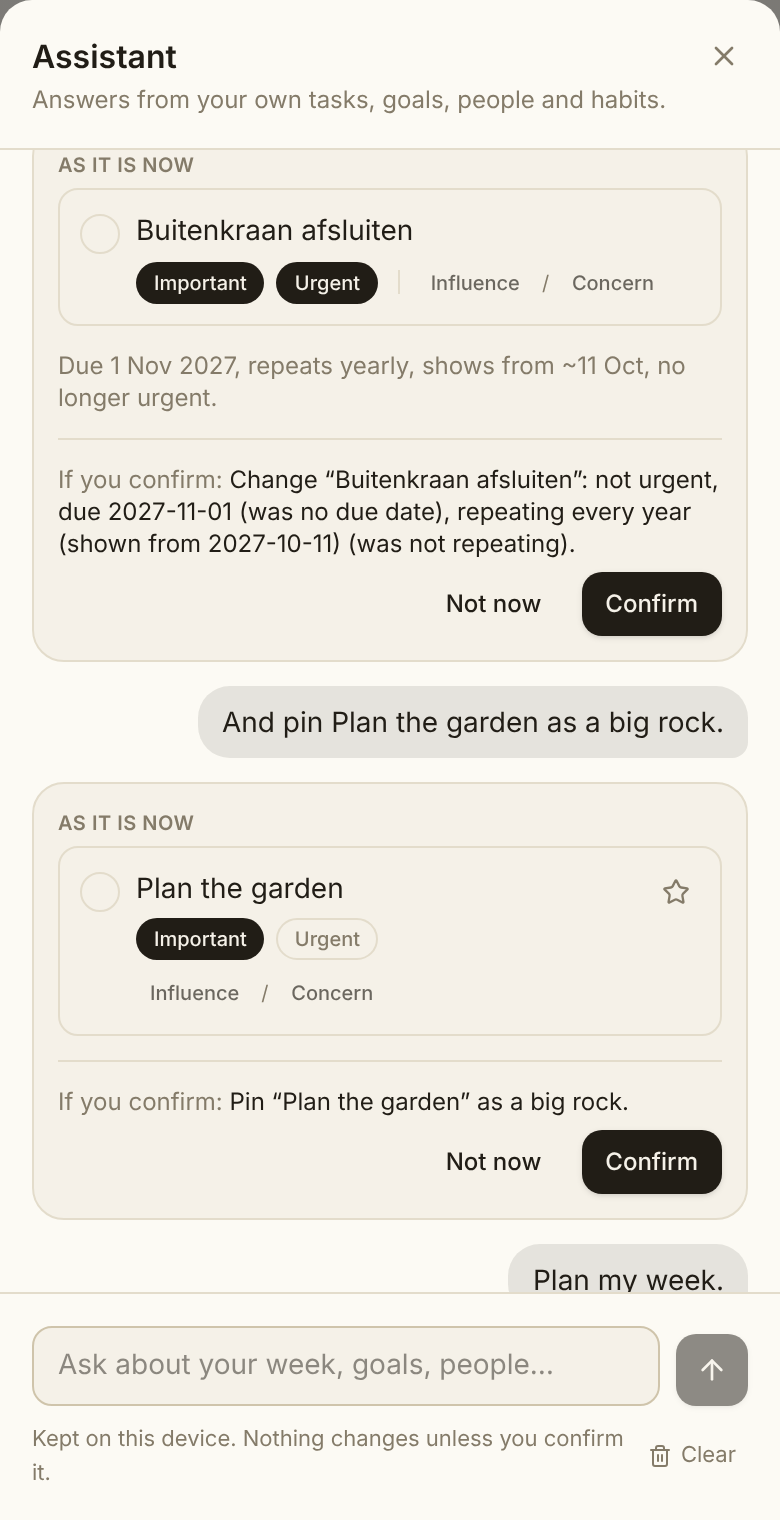 Assistant
Answers from your own tasks, goals, people and habits.
AS IT IS NOW
Buitenkraan afsluiten
Important Urgent Influence / Concern
Due 1 Nov 2027, repeats yearly, shows from ~11 Oct, no
longer urgent.
If you confirm: Change “Buitenkraan afsluiten”: not urgent,
due 2027-11-01 (was no due date), repeating every year
(shown from 2027-10-11) (was not repeating).
Not now Confirm
And pin Plan the garden as a big rock.
AS IT IS NOW
Plan the garden
Important Urgent
Influence / Concern
If you confirm: Pin “Plan the garden” as a big rock.
Not now Confirm
Plan my week.
Ask about your week, goals, people...
Kept on this device. Nothing changes unless you confirm
it.
Clear